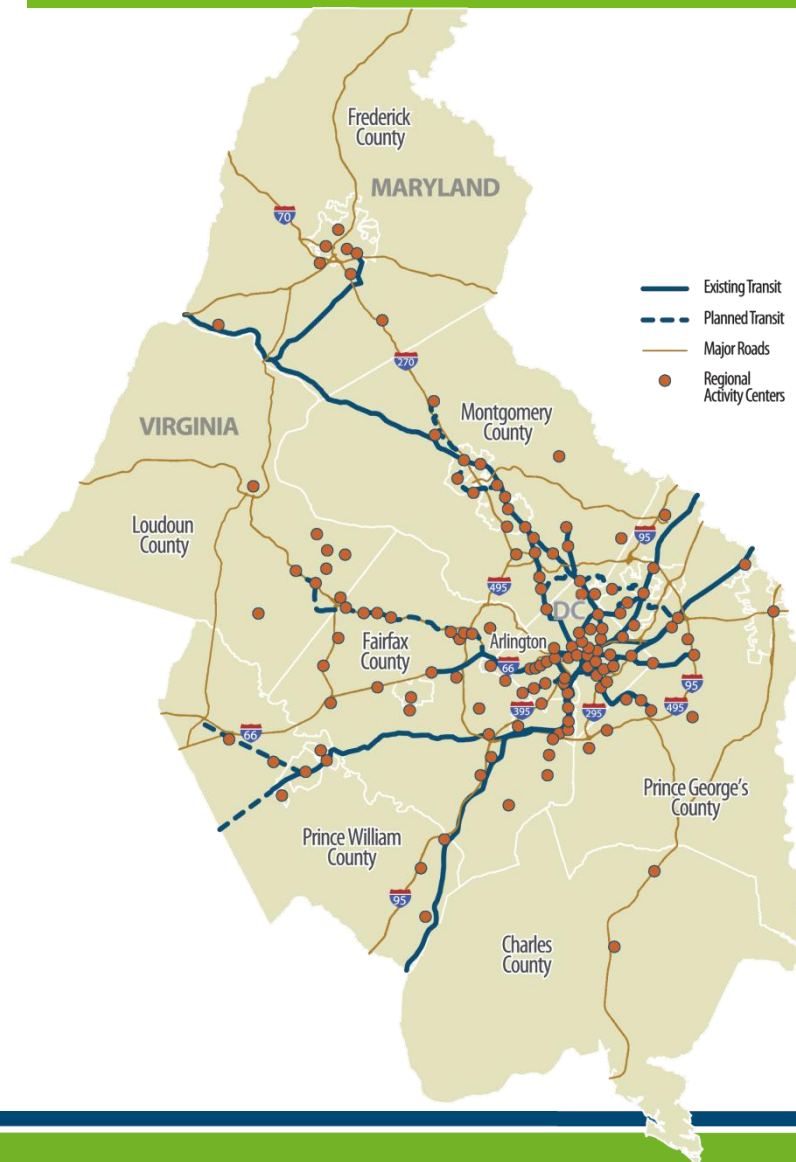 Frederick
County
MARYLAND
70
Existing Transit
Planned Transit
Major Roads
Regional
Activity Centers
270
Montgomery
County
VIRGINIA
Loudoun
County
95
495
DC
Fairfax
County
Arlington
66
95
395
295
495
66
Prince George's
County
Prince William
County
95
Charles
County